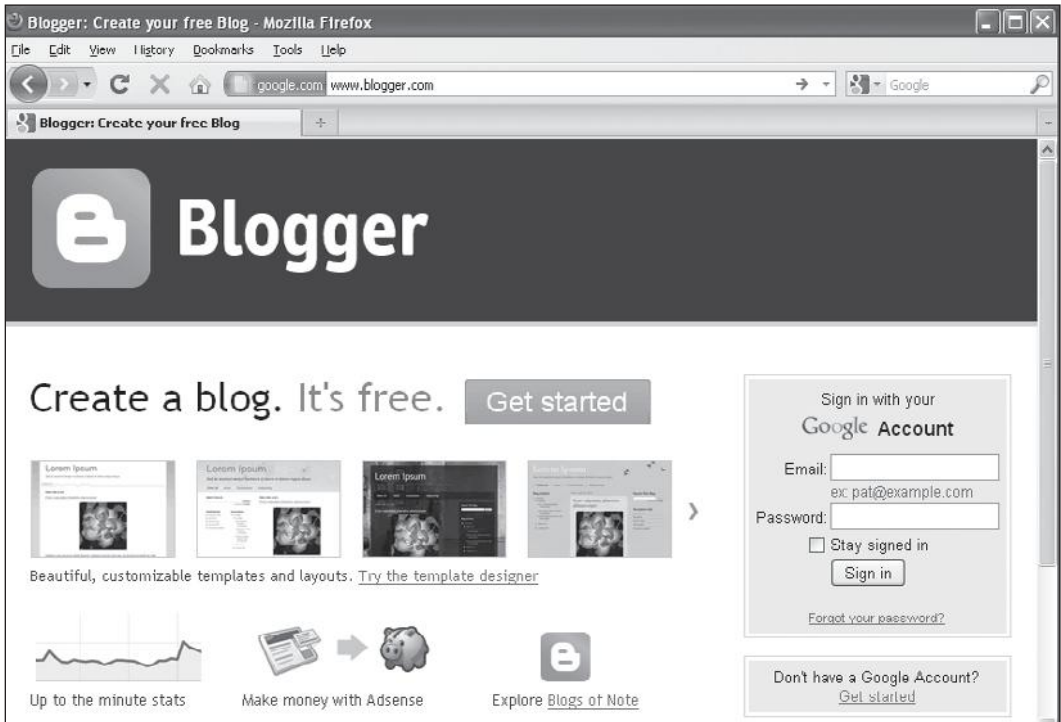 Blogger: Create your free Blog - Mozilla Firefox
File Edit View History Bookmarks Tools Help
google.com www.blogger.com
Google
Blogger: Create your free Blog
Blogger
Create a blog. It's free. Get started
Lorem Ipsum
Lorem Ipsum
Lorem Ipsum
Lorem Ipsum
Beautiful, customizable templates and layouts. Try the template designer
Up to the minute stats
Make money with Adsense
Explore Blogs of Note
Sign in with your
Google Account
Email:
ex: pat@example.com
Password:
Stay signed in
Sign in
Forgot your password?
Don't have a Google Account?
Get started